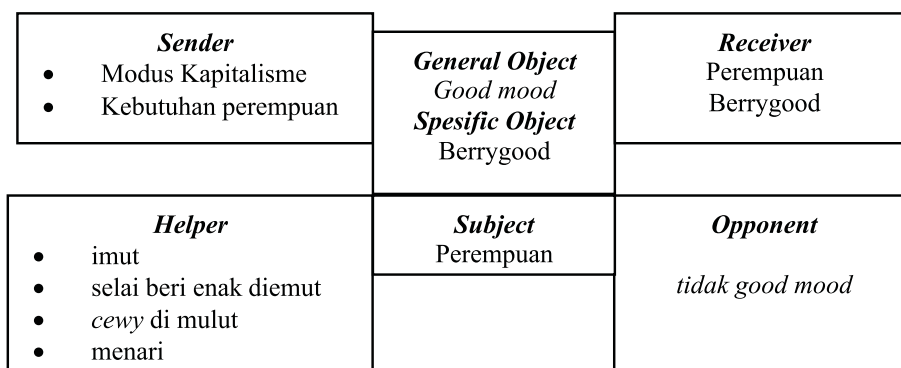 Sender
• Modus Kapitalisme
• Kebutuhan perempuan
General Object
Good mood
Spesific Object
Berrygood
Receiver
Perempuan
Berrygood
Helper
• imut
• selai beri enak diemut
• cewy di mulut
• menari
Subject
Perempuan
Opponent
tidak good mood